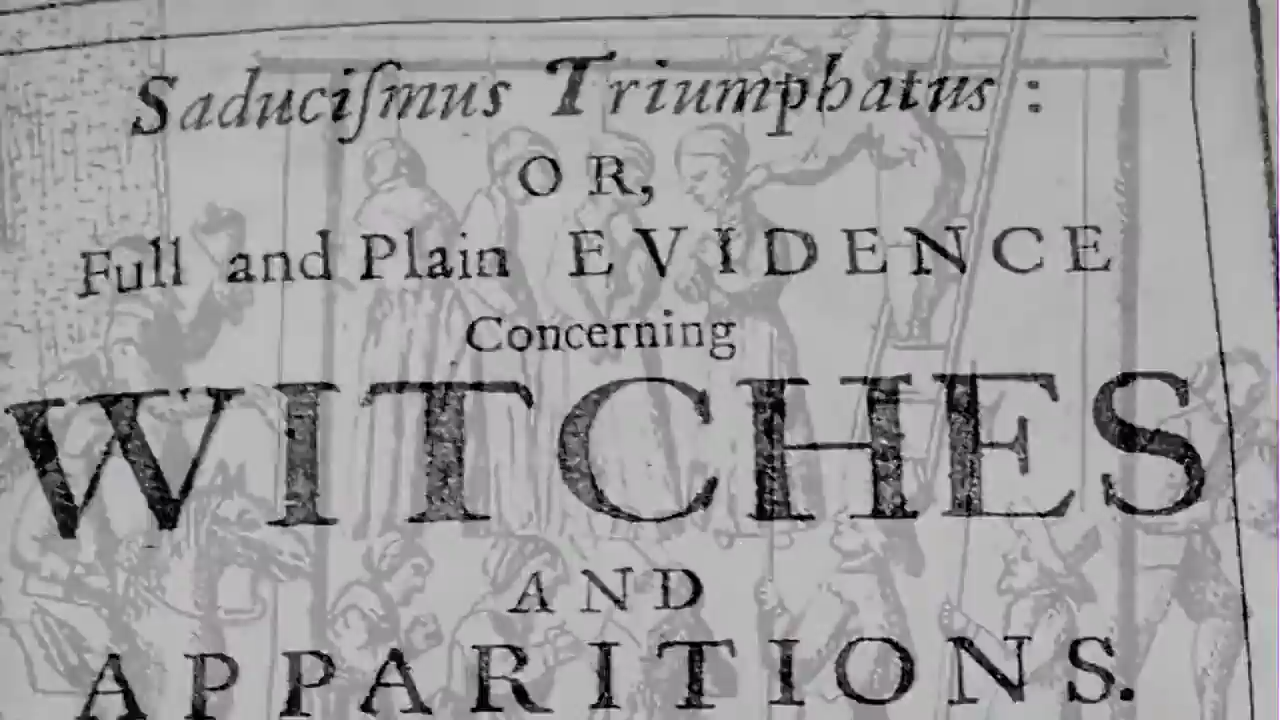 Saduciſmus Triumphatus :
OR,
Full and Plain EVIDENCE
Concerning
WITCHES
AND
APPARITIONS.